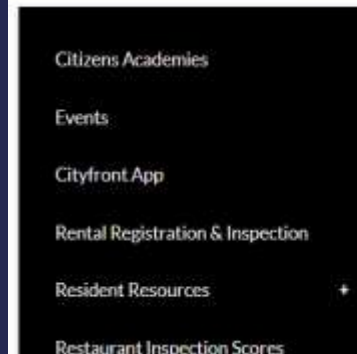 Citizens Academies
Events
Cityfront App
Rental Registration & Inspection
Resident Resources +
Restaurant Inspection Scores